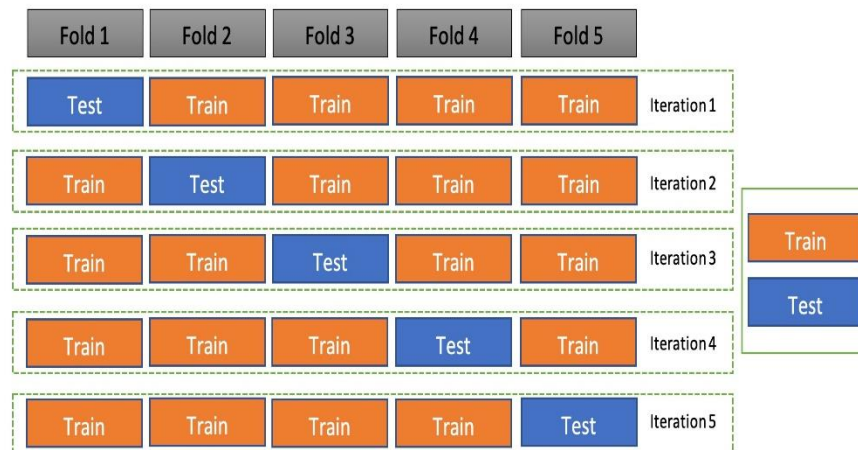 Fold 1 Fold 2 Fold 3 Fold 4 Fold 5
Test Train Train Train Train Iteration 1
Train Test Train Train Train Iteration 2
Train Train Test Train Train Iteration 3
Train Train Train Test Train Iteration 4
Train Train Train Train Test Iteration 5
Train
Test